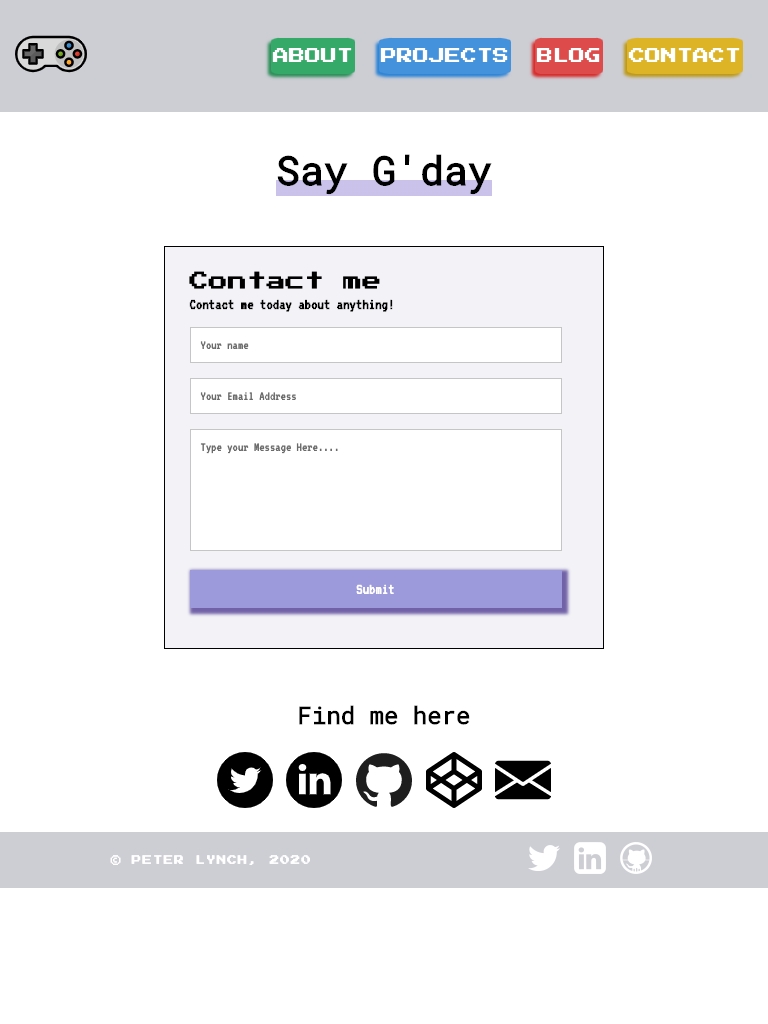 ABOUT PROJECTS BLOG CONTACT
Say G'day
Contact me
Contact me today about anything!
Your name
Your Email Address
Type your Message Here....
Submit
Find me here
© PETER LYNCH, 2020